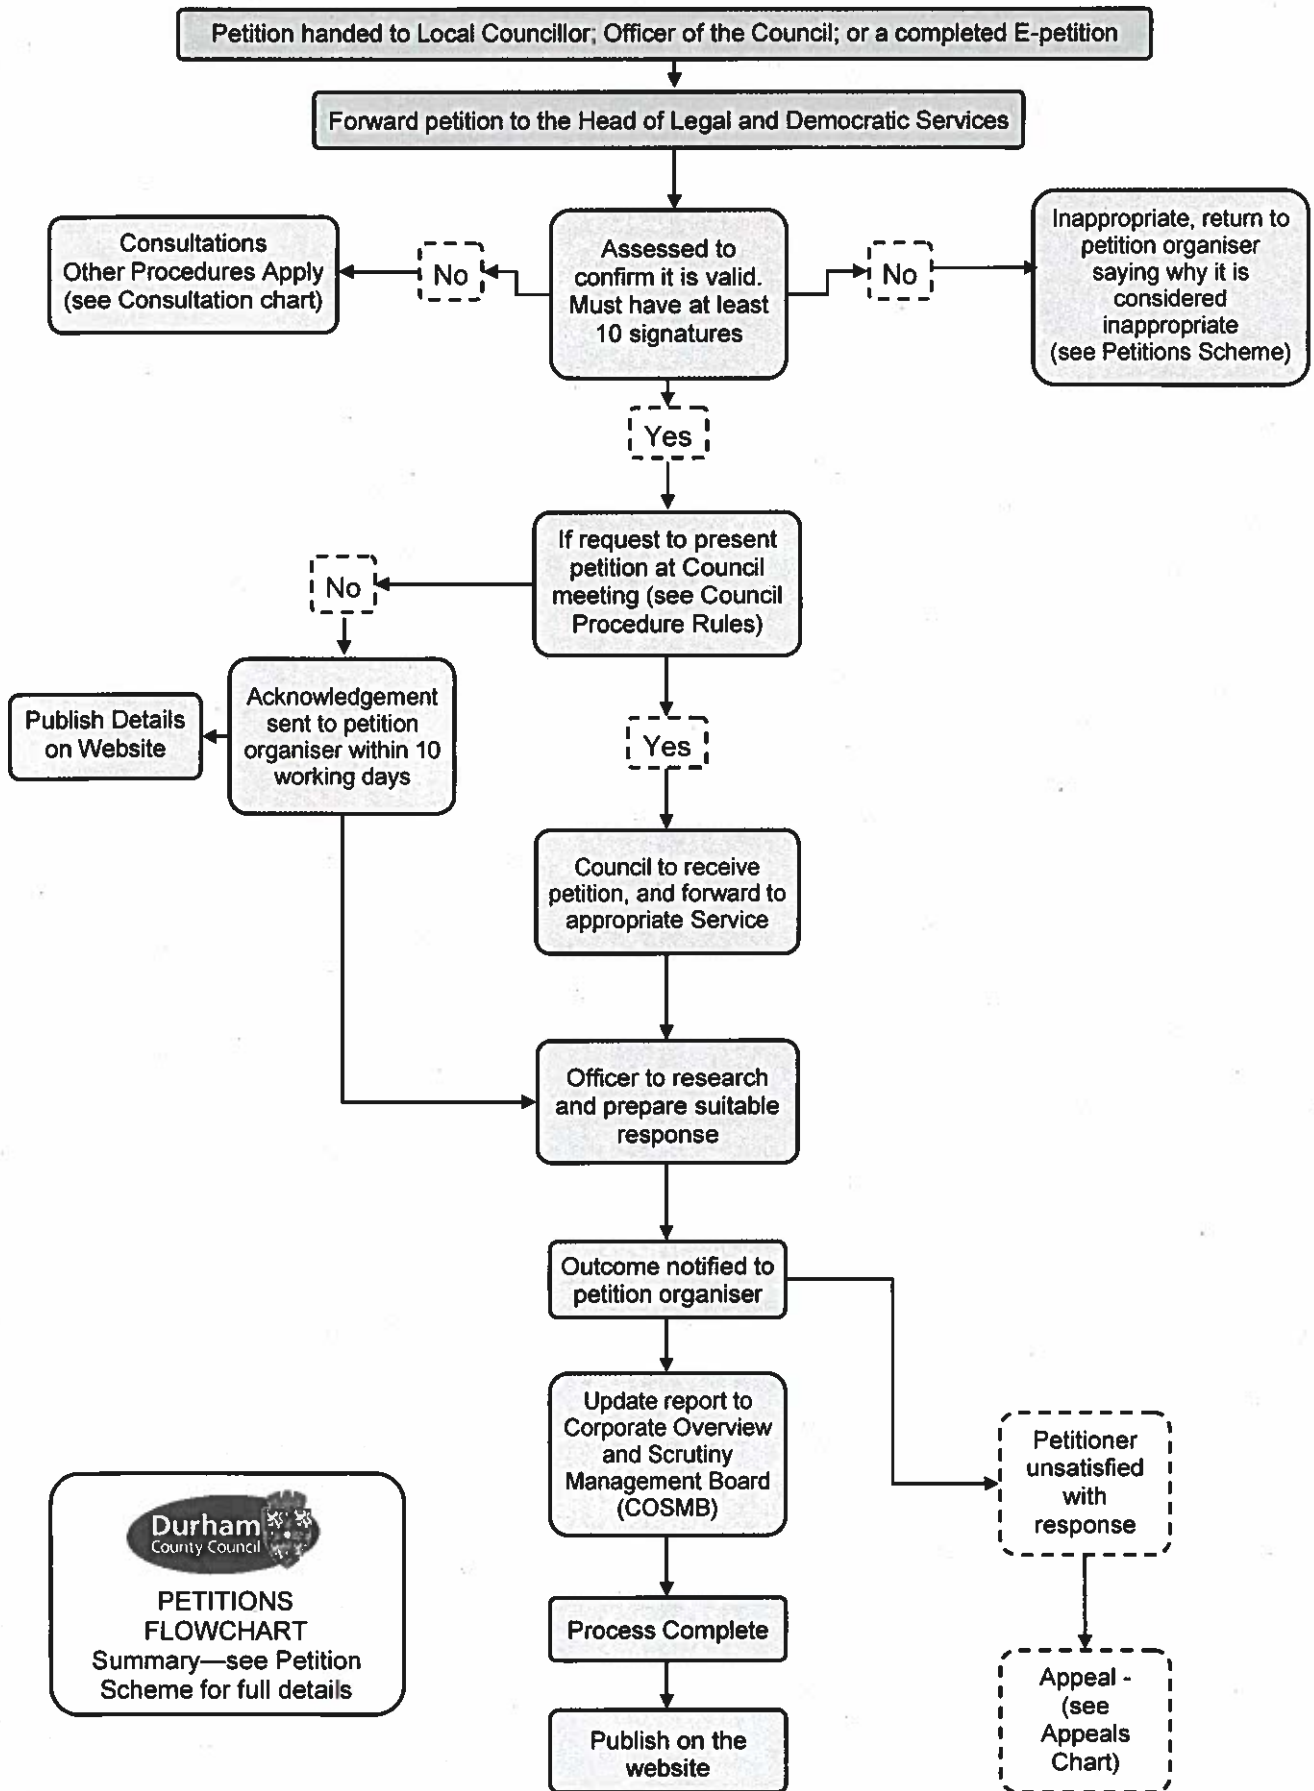 Petition handed to Local Councillor; Officer of the Council; or a completed E-petition
Forward petition to the Head of Legal and Democratic Services
Consultations
Other Procedures Apply
(see Consultation chart)
No
Assessed to
confirm it is valid.
Must have at least
10 signatures
No
Inappropriate, return to
petition organiser
saying why it is
considered
inappropriate
(see Petitions Scheme)
Yes
If request to present
petition at Council
meeting (see Council
Procedure Rules)
No
Publish Details
on Website
Acknowledgement
sent to petition
organiser within 10
working days
Yes
Council to receive
petition, and forward to
appropriate Service
Officer to research
and prepare suitable
response
Outcome notified to
petition organiser
Update report to
Corporate Overview
and Scrutiny
Management Board
(COSMB)
Petitioner
unsatisfied
with
response
Process Complete
Appeal -
(see
Appeals
Chart)
Publish on the
website
Durham
County Council
PETITIONS
FLOWCHART
Summary—see Petition
Scheme for full details